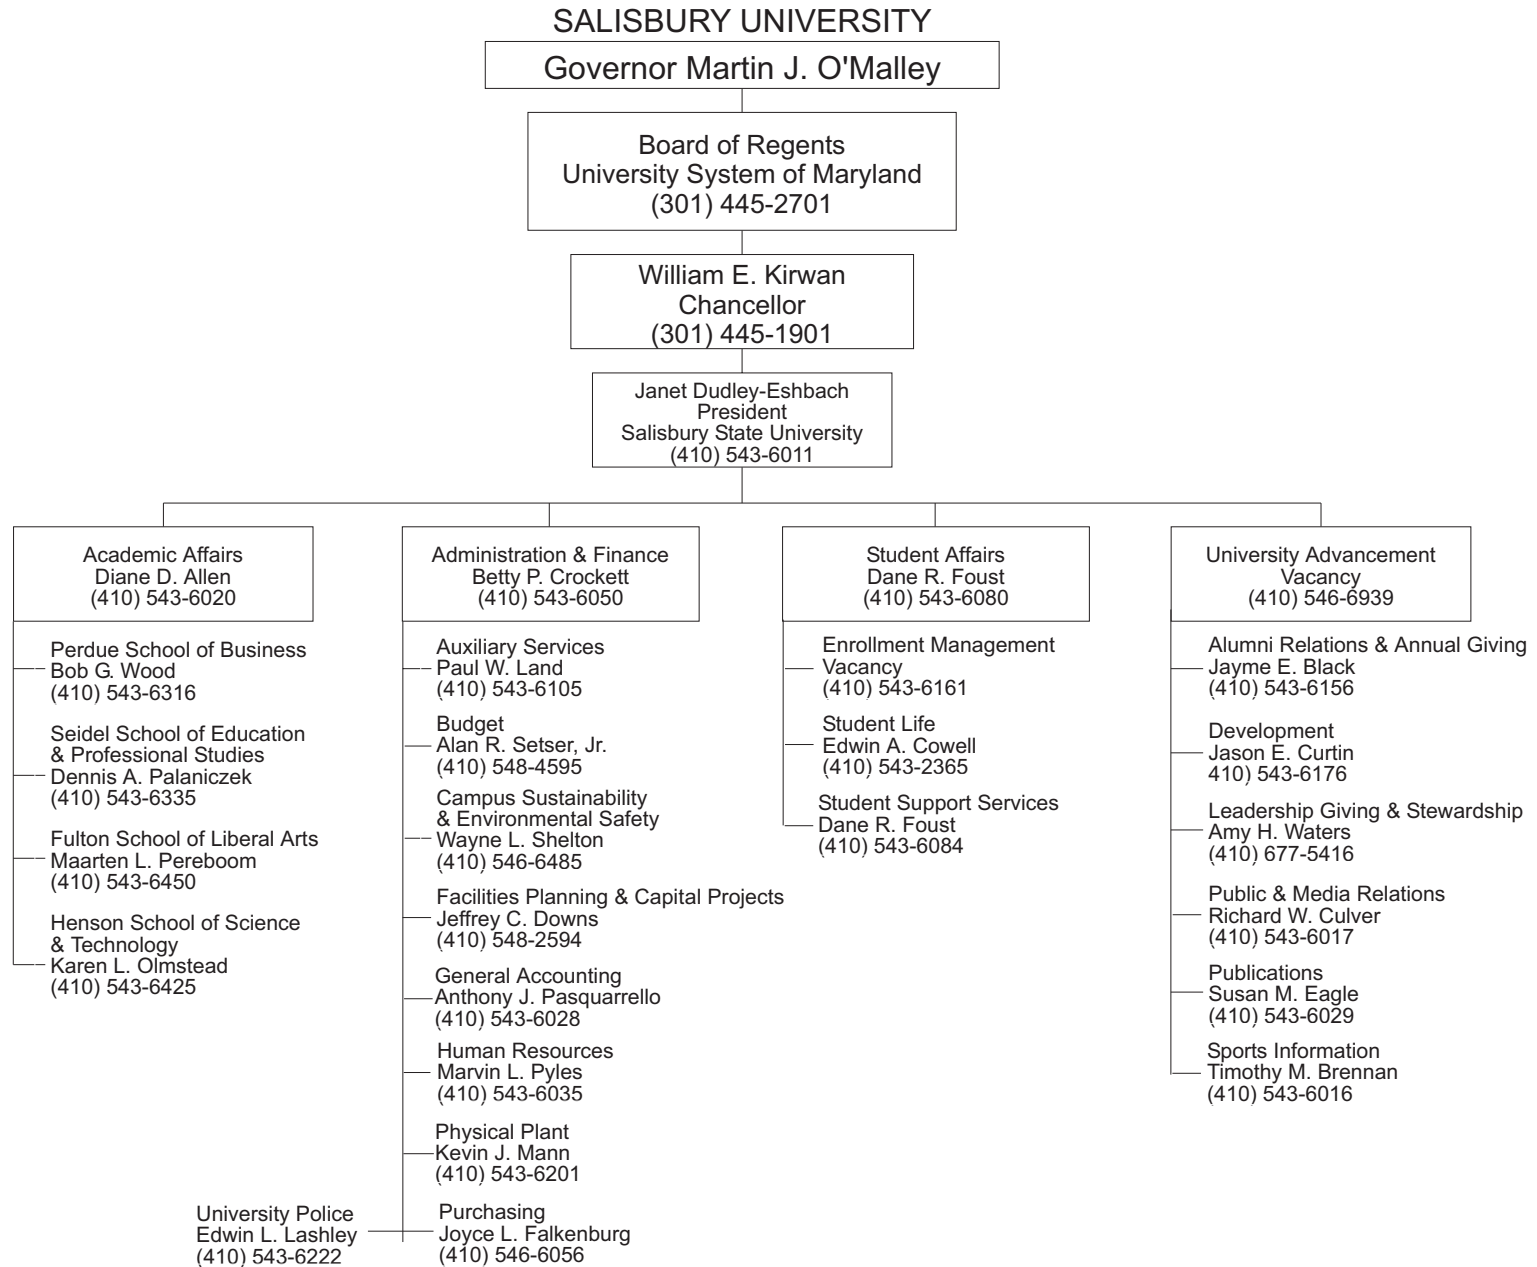 SALISBURY UNIVERSITY
Governor Martin J. O'Malley
Board of Regents
University System of Maryland
(301) 445-2701
William E. Kirwan
Chancellor
(301) 445-1901
Janet Dudley-Eshbach
President
Salisbury State University
(410) 543-6011
Academic Affairs
Diane D. Allen
(410) 543-6020
Perdue School of Business
Bob G. Wood
(410) 543-6316
Seidel School of Education
& Professional Studies
Dennis A. Palaniczek
(410) 543-6335
Fulton School of Liberal Arts
Maarten L. Pereboom
(410) 543-6450
Henson School of Science
& Technology
Karen L. Olmstead
(410) 543-6425
Administration & Finance
Betty P. Crockett
(410) 543-6050
Auxiliary Services
Paul W. Land
(410) 543-6105
Budget
Alan R. Setser, Jr.
(410) 548-4595
Campus Sustainability
& Environmental Safety
Wayne L. Shelton
(410) 546-6485
Facilities Planning & Capital Projects
Jeffrey C. Downs
(410) 548-2594
General Accounting
Anthony J. Pasquarrello
(410) 543-6028
Human Resources
Marvin L. Pyles
(410) 543-6035
Physical Plant
Kevin J. Mann
(410) 543-6201
University Police
Edwin L. Lashley
(410) 543-6222
Purchasing
Joyce L. Falkenburg
(410) 546-6056
Student Affairs
Dane R. Foust
(410) 543-6080
Enrollment Management
Vacancy
(410) 543-6161
Student Life
Edwin A. Cowell
(410) 543-2365
Student Support Services
Dane R. Foust
(410) 543-6084
University Advancement
Vacancy
(410) 546-6939
Alumni Relations & Annual Giving
Jayme E. Black
(410) 543-6156
Development
Jason E. Curtin
410) 543-6176
Leadership Giving & Stewardship
Amy H. Waters
(410) 677-5416
Public & Media Relations
Richard W. Culver
(410) 543-6017
Publications
Susan M. Eagle
(410) 543-6029
Sports Information
Timothy M. Brennan
(410) 543-6016